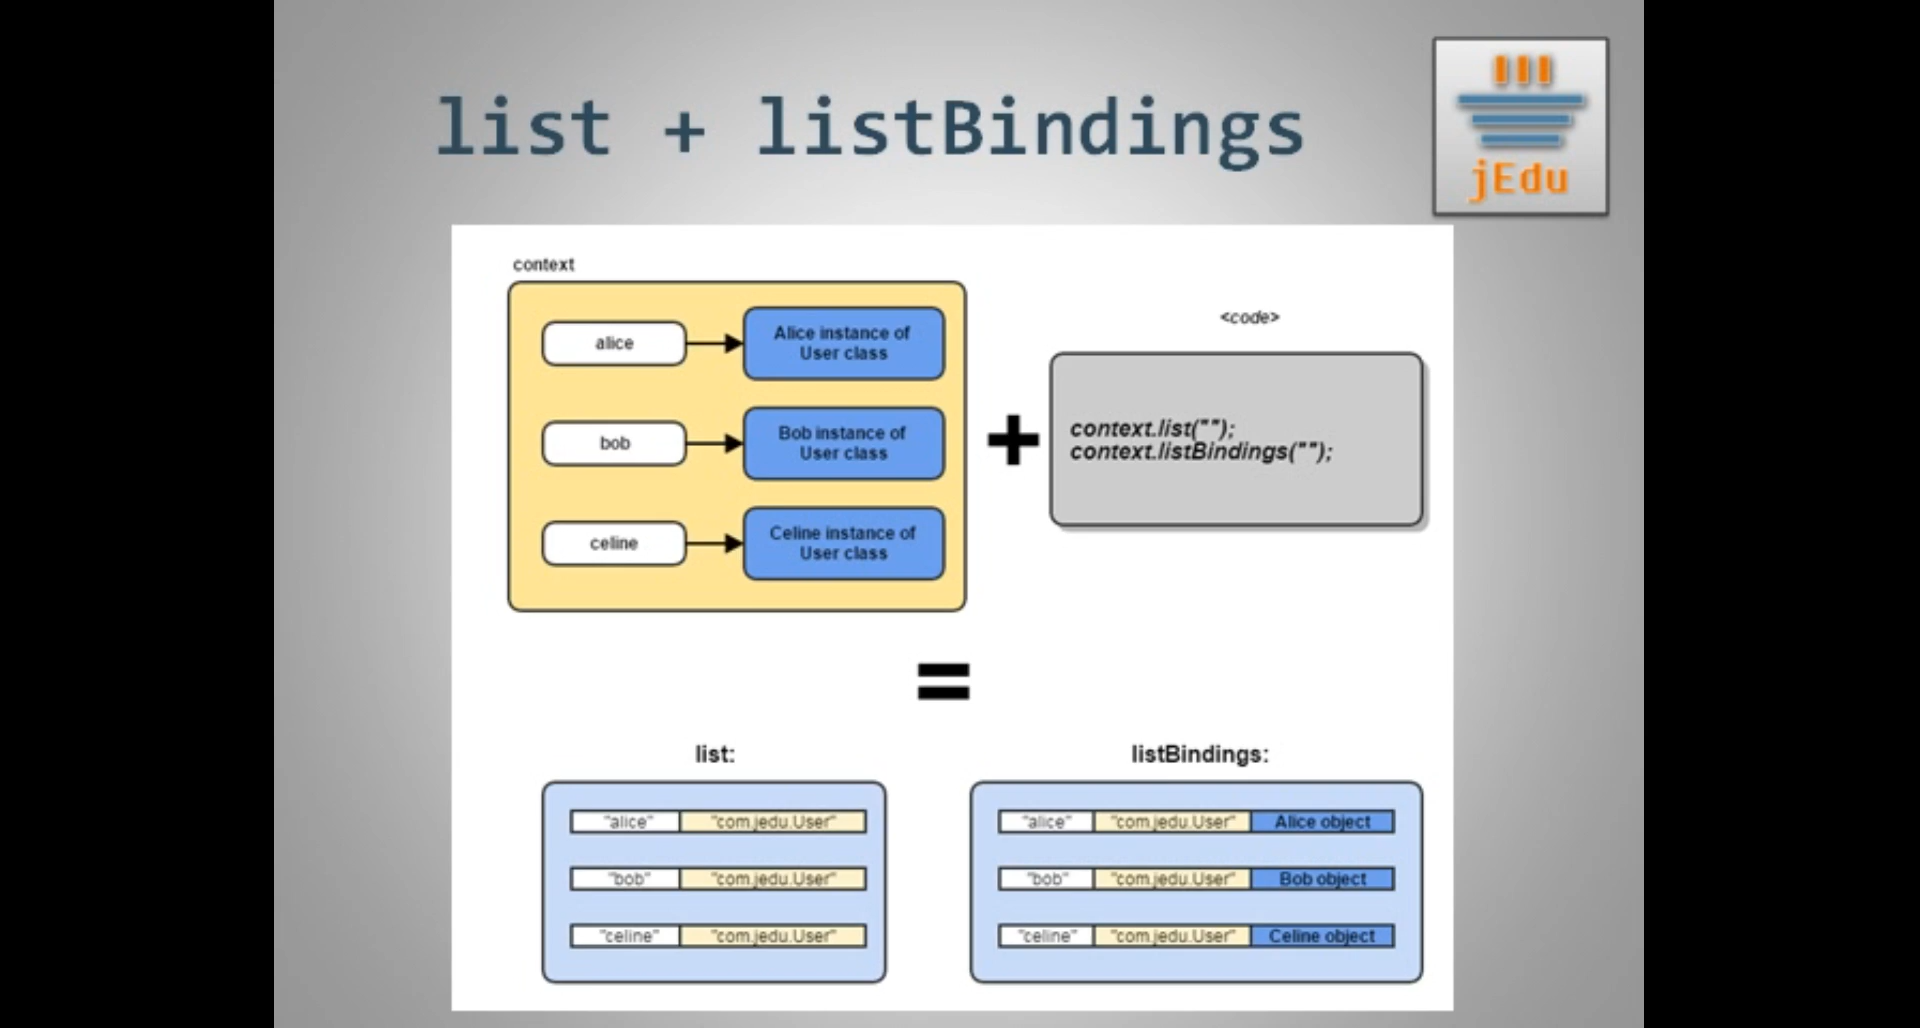 list + listBindings
jEdu
context
alice
Alice instance of
User class
bob
Bob instance of
User class
celine
Celine instance of
User class
<code>
context.list("");
context.listBindings("");
list:
"alice" "com.jedu.User"
"bob" "com.jedu.User"
"celine" "com.jedu.User"
listBindings:
"alice" "com.jedu.User" Alice object
"bob" "com.jedu.User" Bob object
"celine" "com.jedu.User" Celine object